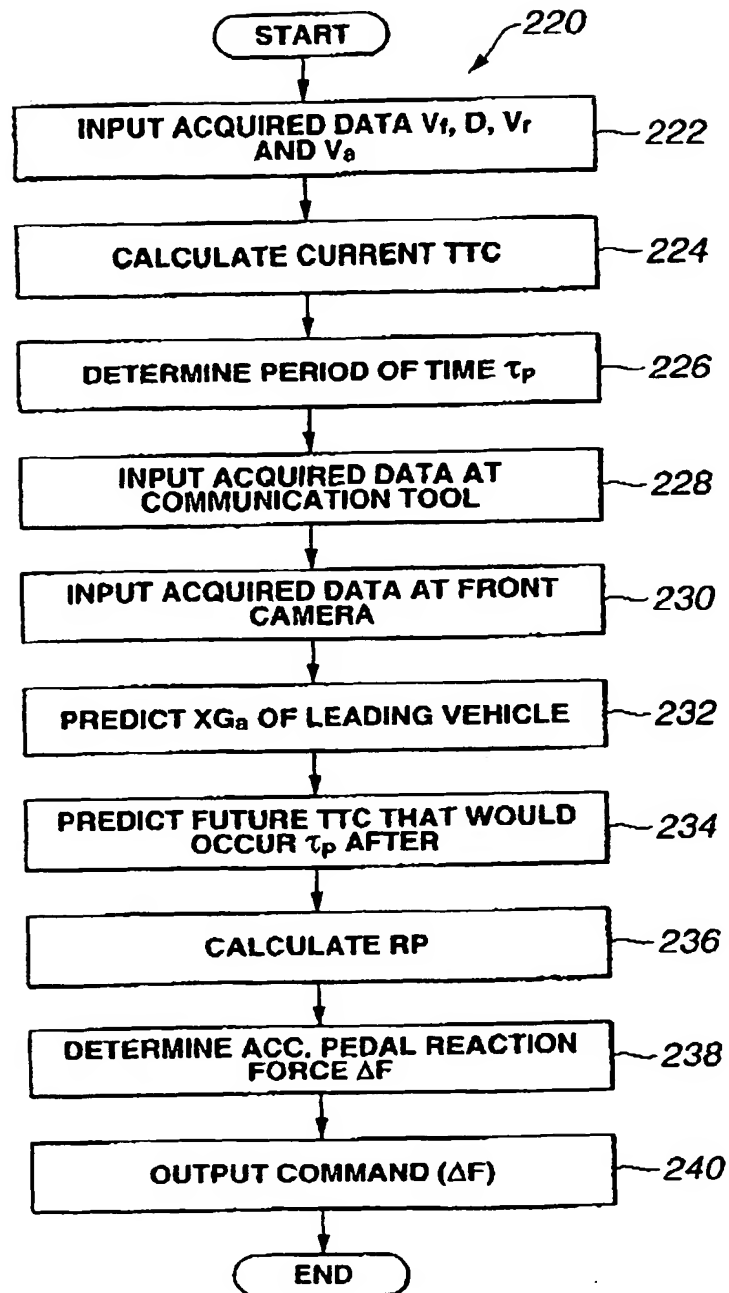 START
220
INPUT ACQUIRED DATA Vf, D, Vr
AND Va
222
CALCULATE CURRENT TTC
224
DETERMINE PERIOD OF TIME τp
226
INPUT ACQUIRED DATA AT
COMMUNICATION TOOL
228
INPUT ACQUIRED DATA AT FRONT
CAMERA
230
PREDICT XGa OF LEADING VEHICLE
232
PREDICT FUTURE TTC THAT WOULD
OCCUR τp AFTER
234
CALCULATE RP
236
DETERMINE ACC. PEDAL REACTION
FORCE ΔF
238
OUTPUT COMMAND (ΔF)
240
END